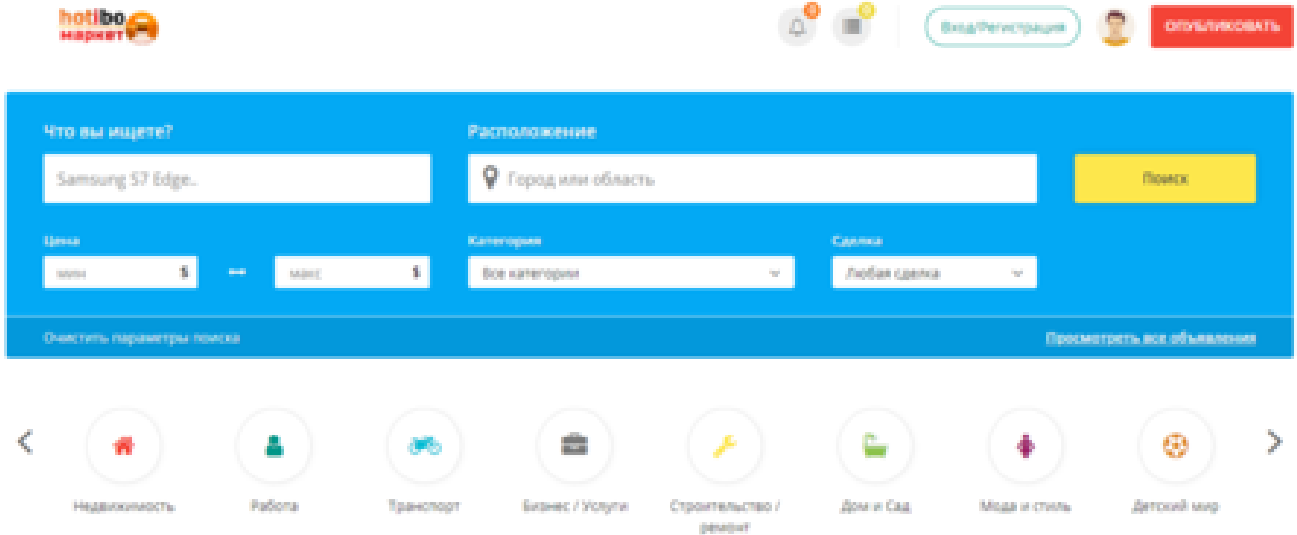 hotibo
маркет
0
0
Вход/Регистрация
ОПУБЛИКОВАТЬ
Что вы ищете?
Расположение
Samsung S7 Edge..
Город или область
Поиск
Цена
Категория
Сделка
мин
$
макс
$
Все категории
Любая сделка
Очистить параметры поиска
Просмотреть все объявления
Недвижимость
Работа
Транспорт
Бизнес / Услуги
Строительство /
ремонт
Дом и Сад
Мода и стиль
Детский мир